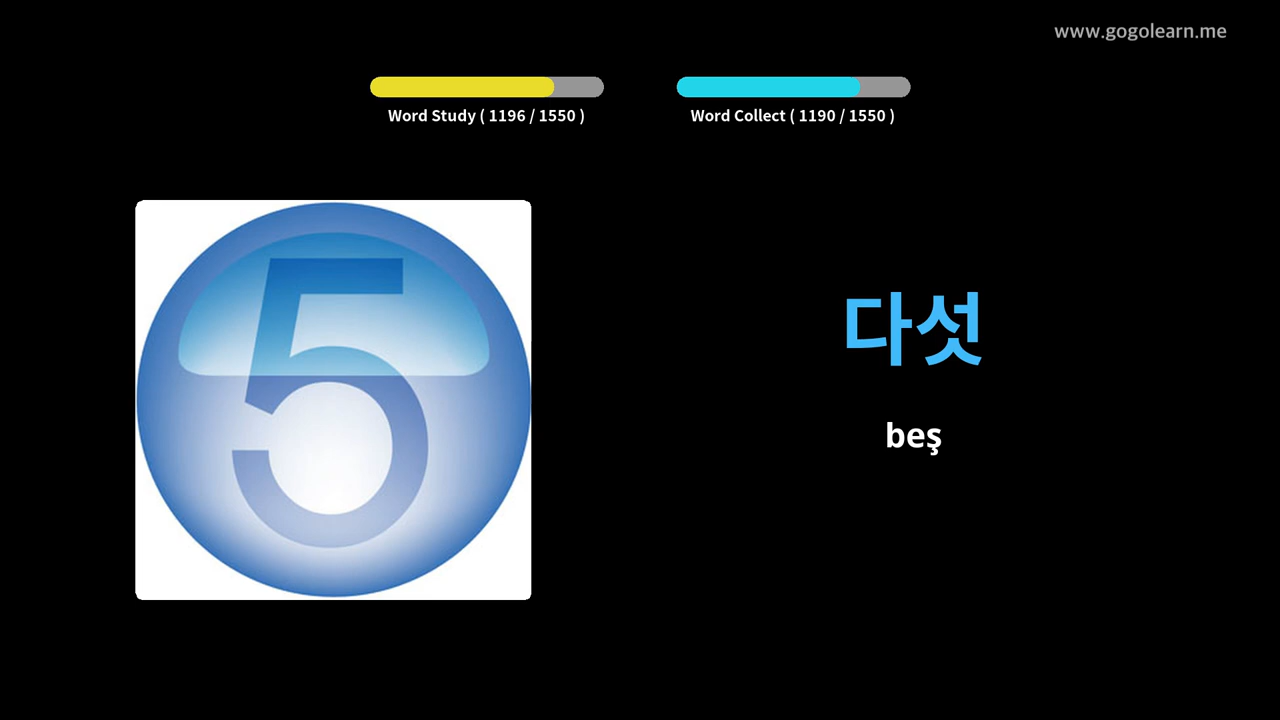 www.gogolearn.me
Word Study ( 1196 / 1550 )
Word Collect ( 1190 / 1550 )
5
다섯
beş